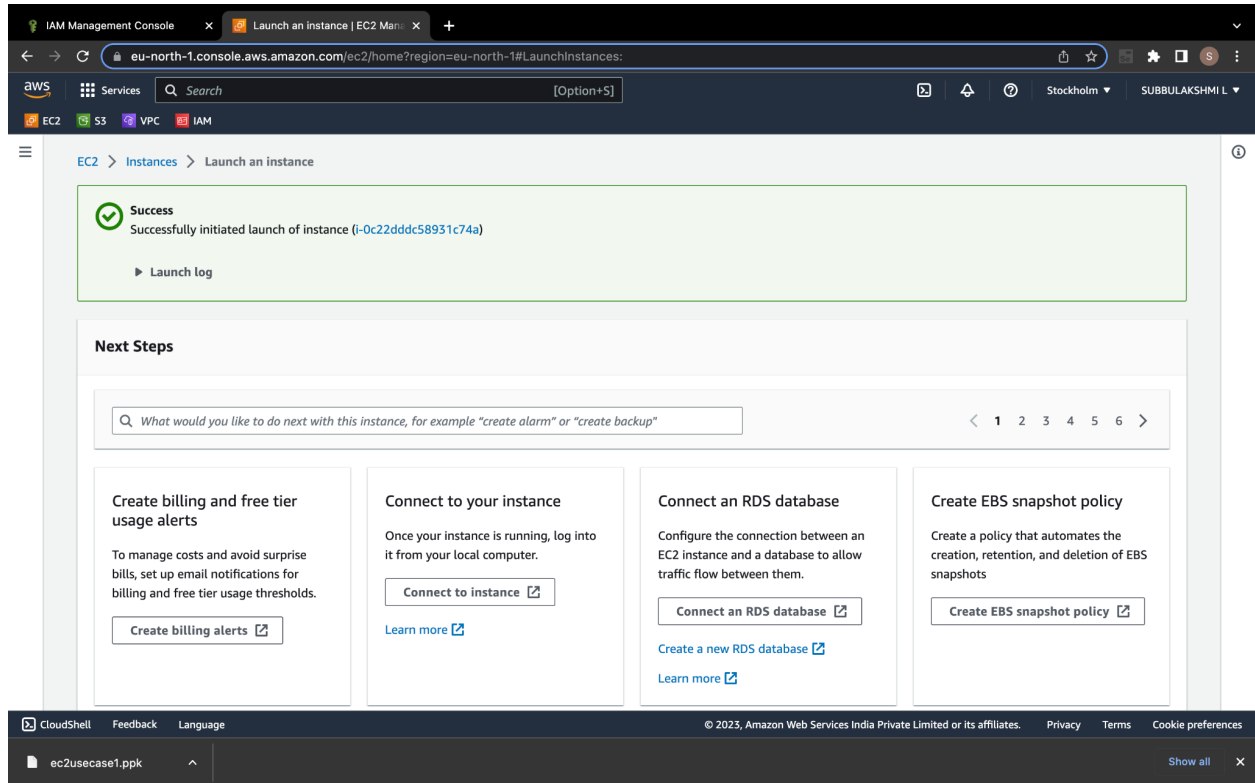 IAM Management Console
Launch an instance | EC2 Mana
eu-north-1.console.aws.amazon.com/ec2/home?region=eu-north-1#LaunchInstances:
S
aws
Services
Search
[Option+S]
Stockholm
SUBBULAKSHMI L
EC2
S3
VPC
IAM
EC2 > Instances > Launch an instance
Success
Successfully initiated launch of instance (i-0c22dddc58931c74a)
Launch log
Next Steps
What would you like to do next with this instance, for example “create alarm” or “create backup”
1 2 3 4 5 6
Create billing and free tier
usage alerts
To manage costs and avoid surprise
bills, set up email notifications for
billing and free tier usage thresholds.
Create billing alerts
Connect to your instance
Once your instance is running, log into
it from your local computer.
Connect to instance
Learn more
Connect an RDS database
Configure the connection between an
EC2 instance and a database to allow
traffic flow between them.
Connect an RDS database
Create a new RDS database
Learn more
Create EBS snapshot policy
Create a policy that automates the
creation, retention, and deletion of EBS
snapshots
Create EBS snapshot policy
CloudShell
Feedback
Language
© 2023, Amazon Web Services India Private Limited or its affiliates.
Privacy
Terms
Cookie preferences
ec2usecase1.ppk
Show all